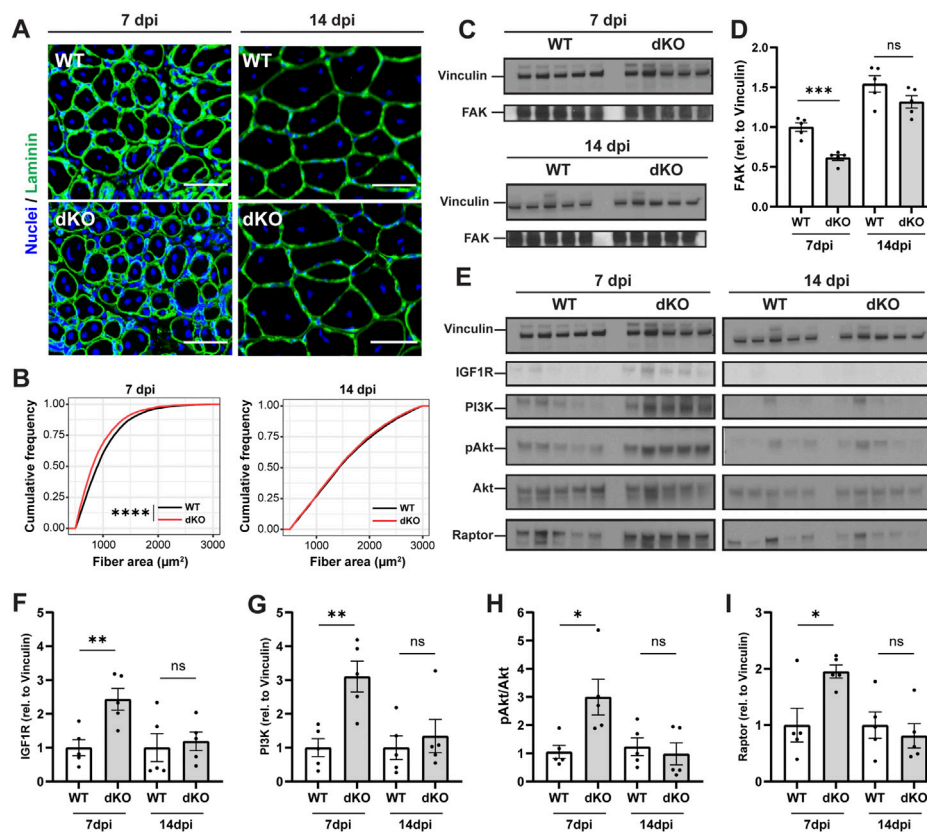 7 dpi
14 dpi
A
WT
dKO
Nuclei / Laminin
C
7 dpi
WT
dKO
Vinculin
FAK
14 dpi
WT
dKO
Vinculin
FAK
D
FAK (rel. to Vinculin)
2.0
1.5
1.0
0.5
0.0
***
ns
WT
dKO
WT
dKO
7dpi
14dpi
B
7 dpi
14 dpi
Cumulative frequency
1.00
0.75
0.50
0.25
0.00
****
WT
dKO
1000
2000
3000
Fiber area (µm²)
Cumulative frequency
1.00
0.75
0.50
0.25
0.00
WT
dKO
1000
2000
3000
Fiber area (µm²)
E
7 dpi
14 dpi
WT
dKO
WT
dKO
Vinculin
IGF1R
PI3K
pAkt
Akt
Raptor
F
IGF1R (rel. to Vinculin)
5
4
3
2
1
0
**
ns
WT
dKO
WT
dKO
7dpi
14dpi
G
PI3K (rel. to Vinculin)
5
4
3
2
1
0
**
ns
WT
dKO
WT
dKO
7dpi
14dpi
H
pAkt/Akt
6
5
4
3
2
1
0
*
ns
WT
dKO
WT
dKO
7dpi
14dpi
I
Raptor (rel. to Vinculin)
3
2
1
0
*
ns
WT
dKO
WT
dKO
7dpi
14dpi